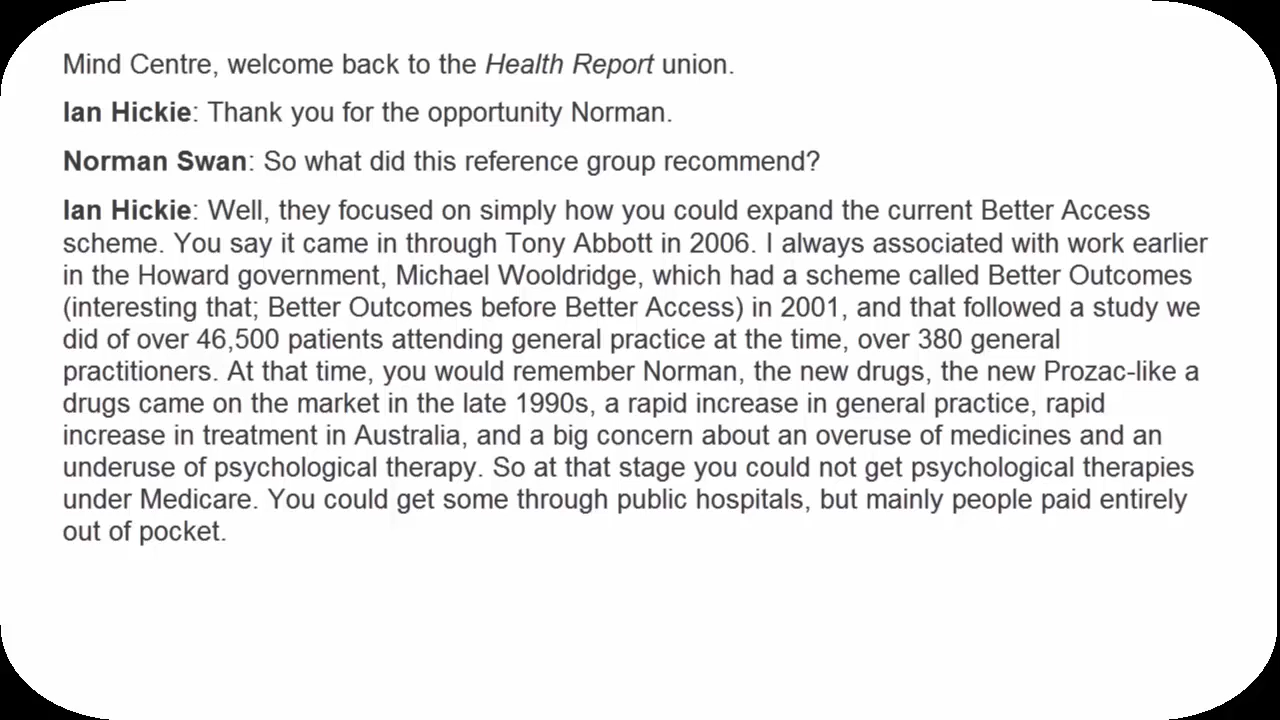 Mind Centre, welcome back to the Health Report union.
Ian Hickie: Thank you for the opportunity Norman.
Norman Swan: So what did this reference group recommend?
Ian Hickie: Well, they focused on simply how you could expand the current Better Access
scheme. You say it came in through Tony Abbott in 2006. I always associated with work earlier
in the Howard government, Michael Wooldridge, which had a scheme called Better Outcomes
(interesting that; Better Outcomes before Better Access) in 2001, and that followed a study we
did of over 46,500 patients attending general practice at the time, over 380 general
practitioners. At that time, you would remember Norman, the new drugs, the new Prozac-like a
drugs came on the market in the late 1990s, a rapid increase in general practice, rapid
increase in treatment in Australia, and a big concern about an overuse of medicines and an
underuse of psychological therapy. So at that stage you could not get psychological therapies
under Medicare. You could get some through public hospitals, but mainly people paid entirely
out of pocket.